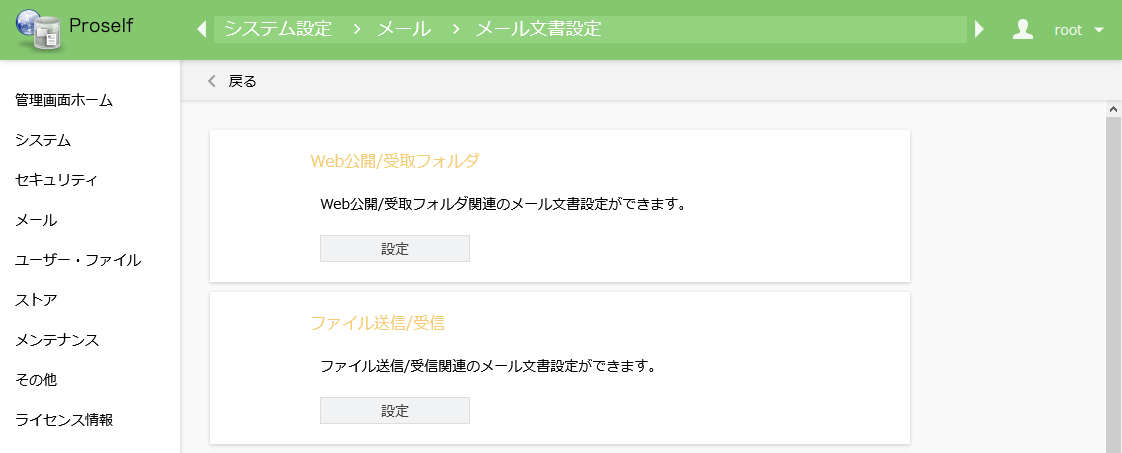 Proself
システム設定 > メール > メール文書設定
root
戻る
管理画面ホーム
システム
セキュリティ
メール
ユーザー・ファイル
ストア
メンテナンス
その他
ライセンス情報
Web公開/受取フォルダ
Web公開/受取フォルダ関連のメール文書設定ができます。
設定
ファイル送信/受信
ファイル送信/受信関連のメール文書設定ができます。
設定